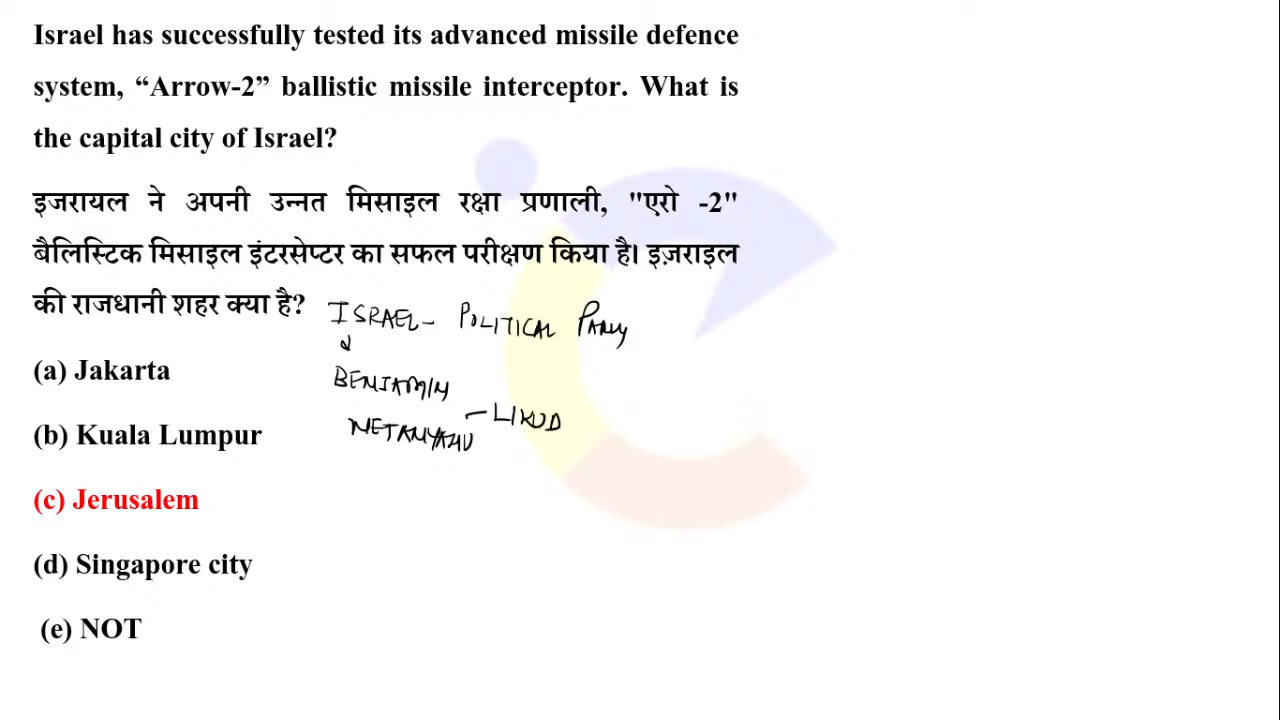 Israel has successfully tested its advanced missile defence
system, “Arrow-2” ballistic missile interceptor. What is
the capital city of Israel?
इजरायल ने अपनी उन्नत मिसाइल रक्षा प्रणाली, "एरो -2"
बैलिस्टिक मिसाइल इंटरसेप्टर का सफल परीक्षण किया है। इज़राइल
की राजधानी शहर क्या है?
ISRAEL - POLITICAL PARTY
(a) Jakarta
BENJAMIN
NETANYAHU - LIKUD
(b) Kuala Lumpur
(c) Jerusalem
(d) Singapore city
(e) NOT